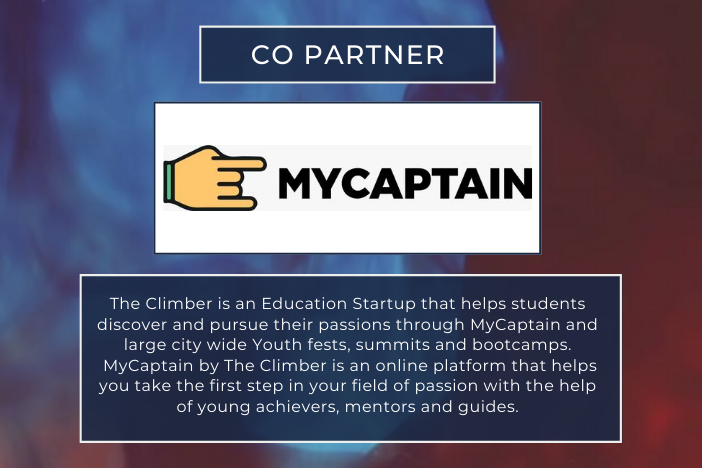 CO PARTNER
MYCAPTAIN
The Climber is an Education Startup that helps students
discover and pursue their passions through MyCaptain and
large city wide Youth fests, summits and bootcamps.
MyCaptain by The Climber is an online platform that helps
you take the first step in your field of passion with the help
of young achievers, mentors and guides.